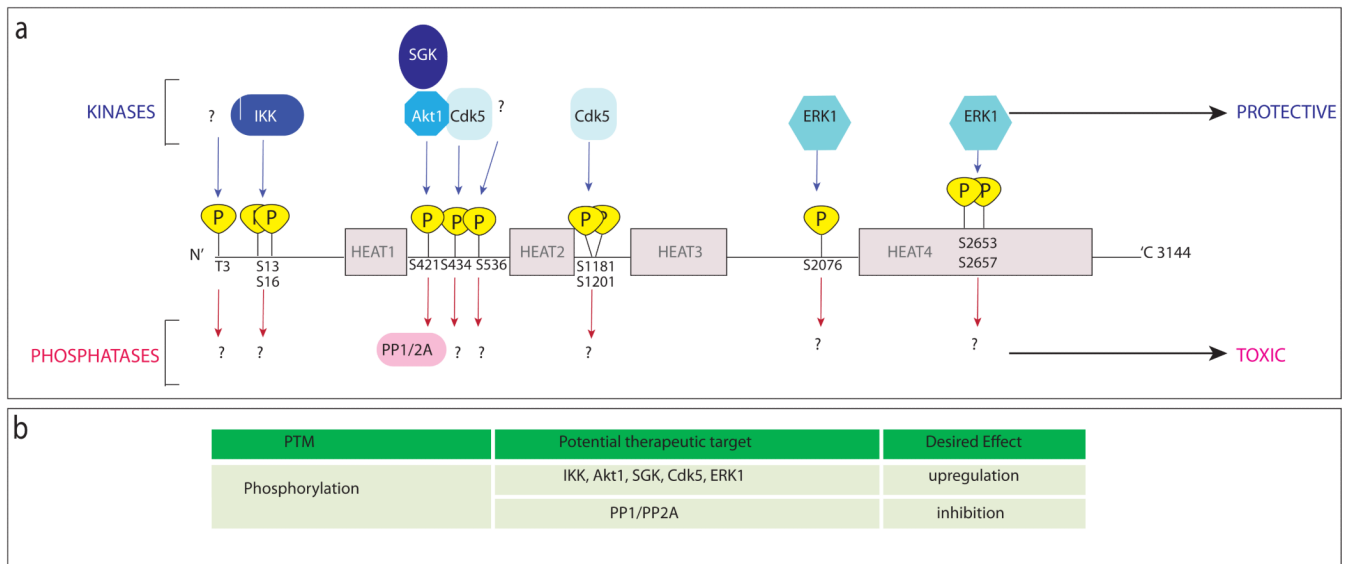 a
SGK
KINASES
?
IKK
Akt1
Cdk5
?
Cdk5
ERK1
ERK1
PROTECTIVE
P
P
P
P
P
P
P
P
P
P
P
N'
HEAT1
HEAT2
HEAT3
HEAT4
'C 3144
T3
S13
S16
S421
S434
S536
S1181
S1201
S2076
S2653
S2657
PHOSPHATASES
?
?
PP1/2A
?
?
?
?
?
TOXIC
b
PTM
Potential therapeutic target
Desired Effect
Phosphorylation
IKK, Akt1, SGK, Cdk5, ERK1
upregulation
PP1/PP2A
inhibition